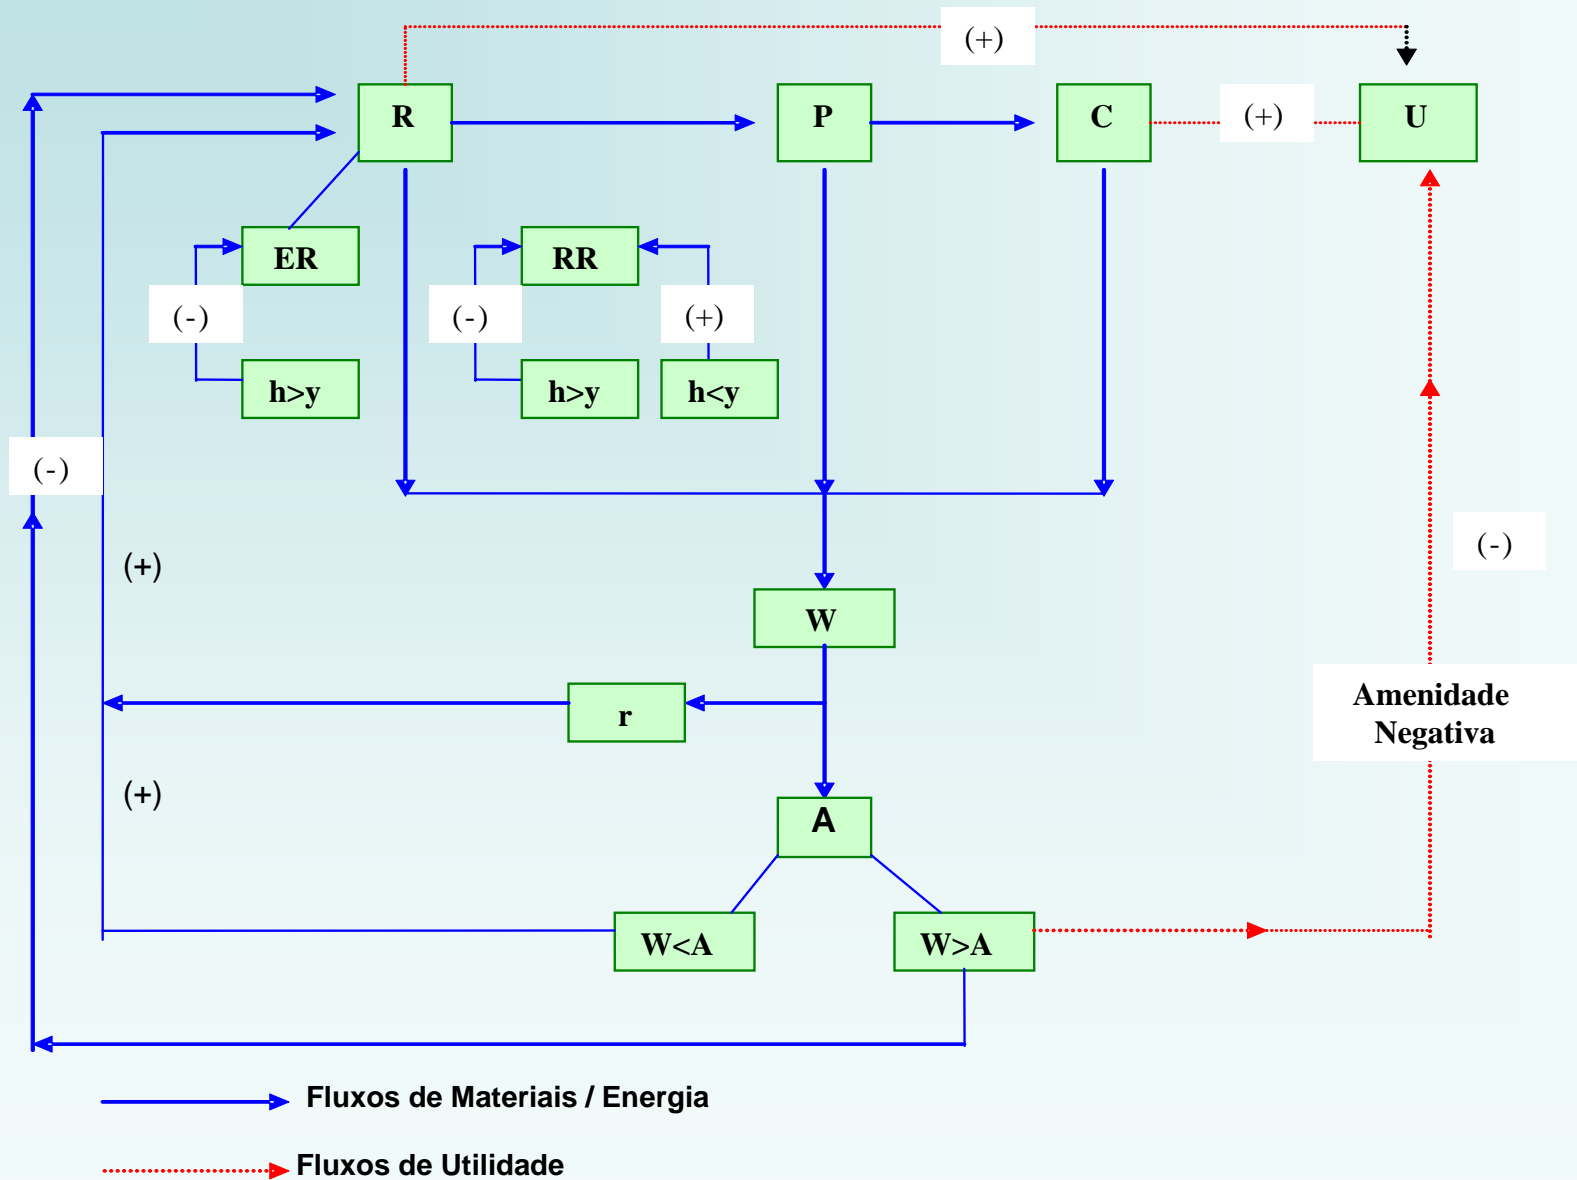 (+)
R
P
C
(+)
U
ER
RR
(-)
(-)
(+)
h>y
h>y
h<y
(-)
(-)
(+)
W
Amenidade
Negativa
r
(+)
A
W<A
W>A
Fluxos de Materiais / Energia
Fluxos de Utilidade